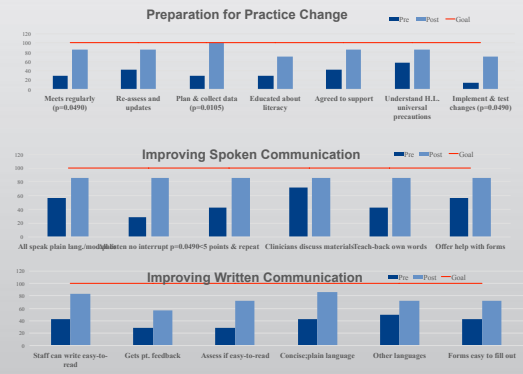 Preparation for Practice Change
Pre Post Goal
120
100
80
60
40
20
0
Meets regularly (p=0.0490)
Re-assess and updates
Plan & collect data (p=0.0105)
Educated about literacy
Agreed to support
Understand H.L. universal precautions
Implement & test changes (p=0.0490)
Improving Spoken Communication
Pre Post Goal
120
100
80
60
40
20
0
All speak plain lang./
listen no interrupt p=0.0490
<5 points & repeat
Clinicians discuss materials
Teach-back own words
Offer help with forms
Improving Written Communication
Pre Post Goal
120
100
80
60
40
20
0
Staff can write easy-to-read
Gets pt. feedback
Assess if easy-to-read
Concise;plain language
Other languages
Forms easy to fill out